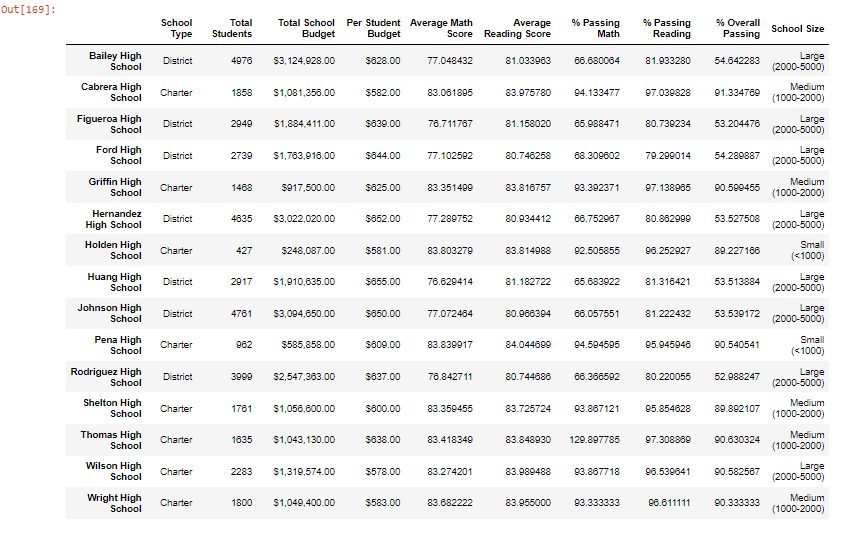 Out[169]:
School Type Total Students Total School Budget Per Student Budget Average Math Score Average Reading Score % Passing Math % Passing Reading % Overall Passing School Size
Bailey High School District 4976 $3,124,928.00 $628.00 77.048432 81.033963 66.680064 81.933280 54.642283 Large (2000-5000)
Cabrera High School Charter 1858 $1,081,356.00 $582.00 83.061895 83.975780 94.133477 97.039828 91.334769 Medium (1000-2000)
Figueroa High School District 2949 $1,884,411.00 $639.00 76.711767 81.158020 65.988471 80.739234 53.204476 Large (2000-5000)
Ford High School District 2739 $1,763,916.00 $644.00 77.102592 80.746258 68.309602 79.299014 54.289887 Large (2000-5000)
Griffin High School Charter 1468 $917,500.00 $625.00 83.351499 83.816757 93.392371 97.138965 90.599455 Medium (1000-2000)
Hernandez High School District 4635 $3,022,020.00 $652.00 77.289752 80.934412 66.752967 80.862999 53.527508 Large (2000-5000)
Holden High School Charter 427 $248,087.00 $581.00 83.803279 83.814988 92.505855 96.252927 89.227166 Small (<1000)
Huang High School District 2917 $1,910,635.00 $655.00 76.629414 81.182722 65.683922 81.316421 53.513884 Large (2000-5000)
Johnson High School District 4761 $3,094,650.00 $650.00 77.072464 80.966394 66.057551 81.222432 53.539172 Large (2000-5000)
Pena High School Charter 962 $585,858.00 $609.00 83.839917 84.044699 94.594595 95.945946 90.540541 Small (<1000)
Rodriguez High School District 3999 $2,547,363.00 $637.00 76.842711 80.744686 66.366592 80.220055 52.988247 Large (2000-5000)
Shelton High School Charter 1761 $1,056,600.00 $600.00 83.359455 83.725724 93.867121 95.854628 89.892107 Medium (1000-2000)
Thomas High School Charter 1635 $1,043,130.00 $638.00 83.418349 83.848930 129.897785 97.308869 90.630324 Medium (1000-2000)
Wilson High School Charter 2283 $1,319,574.00 $578.00 83.274201 83.989488 93.867718 96.539641 90.582567 Large (2000-5000)
Wright High School Charter 1800 $1,049,400.00 $583.00 83.682222 83.955000 93.333333 96.611111 90.333333 Medium (1000-2000)